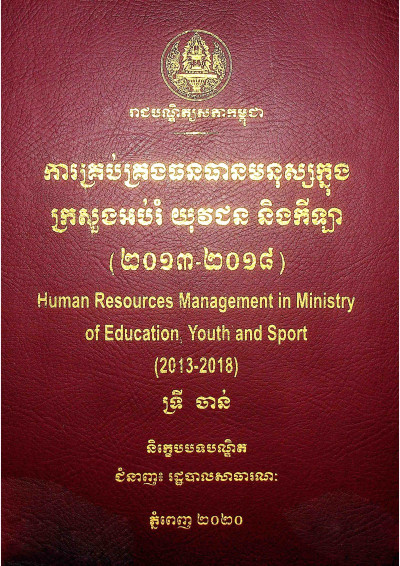 រាជបណ្ឌិត្យសភាកម្ពុជា
ការគ្រប់គ្រងធនធានមនុស្សក្នុង
ក្រសួងអប់រំ យុវជន និងកីឡា
(២០១៣-២០១៨)
Human Resources Management in Ministry
of Education, Youth and Sport
(2013-2018)
ទ្រី ចាន់
និក្ខេបបទបណ្ឌិត
ជំនាញ៖ រដ្ឋបាលសាធារណៈ
ភ្នំពេញ ២០២០